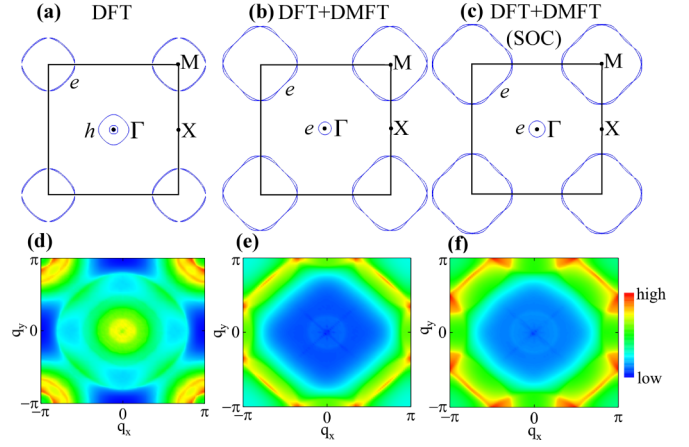 (a) DFT
(b) DFT+DMFT
(c) DFT+DMFT
(SOC)
M
e
h Γ X
M
e
e Γ X
M
e
e Γ X
(d)
(e)
(f)
π
q_y 0
−π
−π 0 π
q_x
π
q_y 0
−π
−π 0 π
q_x
π
q_y 0
−π
−π 0 π
q_x
high
low